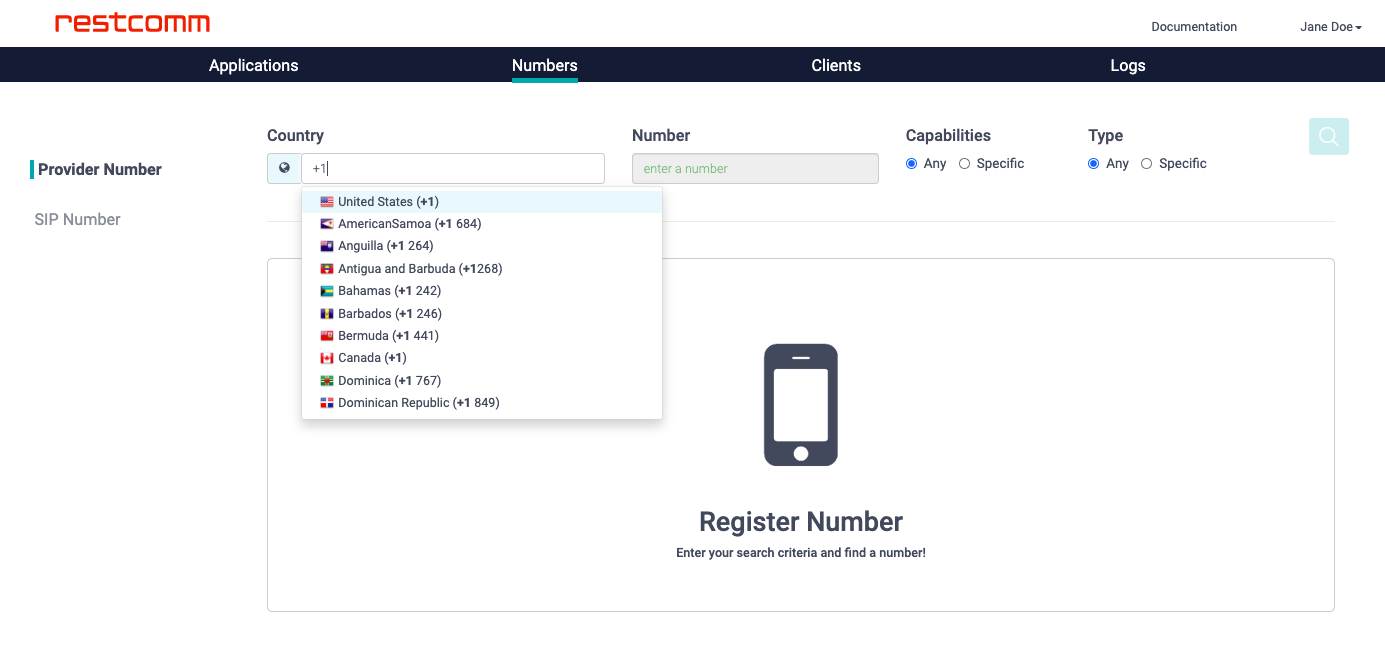 restcomm
Documentation
Jane Doe
Applications
Numbers
Clients
Logs
Provider Number
SIP Number
Country
+1
Number
enter a number
Capabilities
Any Specific
Type
Any Specific
United States (+1)
AmericanSamoa (+1 684)
Anguilla (+1 264)
Antigua and Barbuda (+1268)
Bahamas (+1 242)
Barbados (+1 246)
Bermuda (+1 441)
Canada (+1)
Dominica (+1 767)
Dominican Republic (+1 849)
Register Number
Enter your search criteria and find a number!